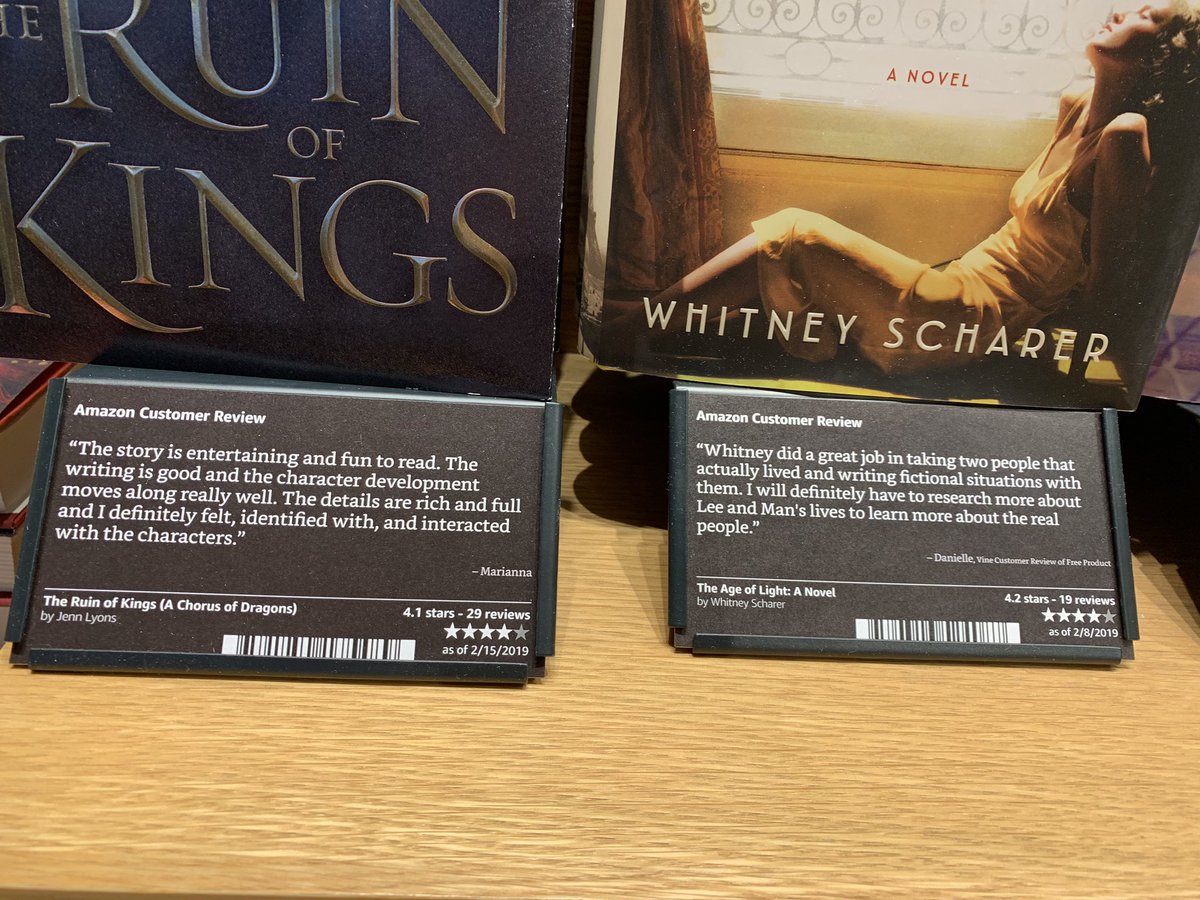 THE
RUIN
OF
KINGS
A NOVEL
WHITNEY SCHARER
Amazon Customer Review
“The story is entertaining and fun to read. The
writing is good and the character development
moves along really well. The details are rich and full
and I definitely felt, identified with, and interacted
with the characters.”
– Marianna
The Ruin of Kings (A Chorus of Dragons)
by Jenn Lyons
4.1 stars - 29 reviews
as of 2/15/2019
Amazon Customer Review
“Whitney did a great job in taking two people that
actually lived and writing fictional situations with
them. I will definitely have to research more about
Lee and Man's lives to learn more about the real
people.”
– Danielle, Vine Customer Review of Free Product
The Age of Light: A Novel
by Whitney Scharer
4.2 stars - 19 reviews
as of 2/8/2019